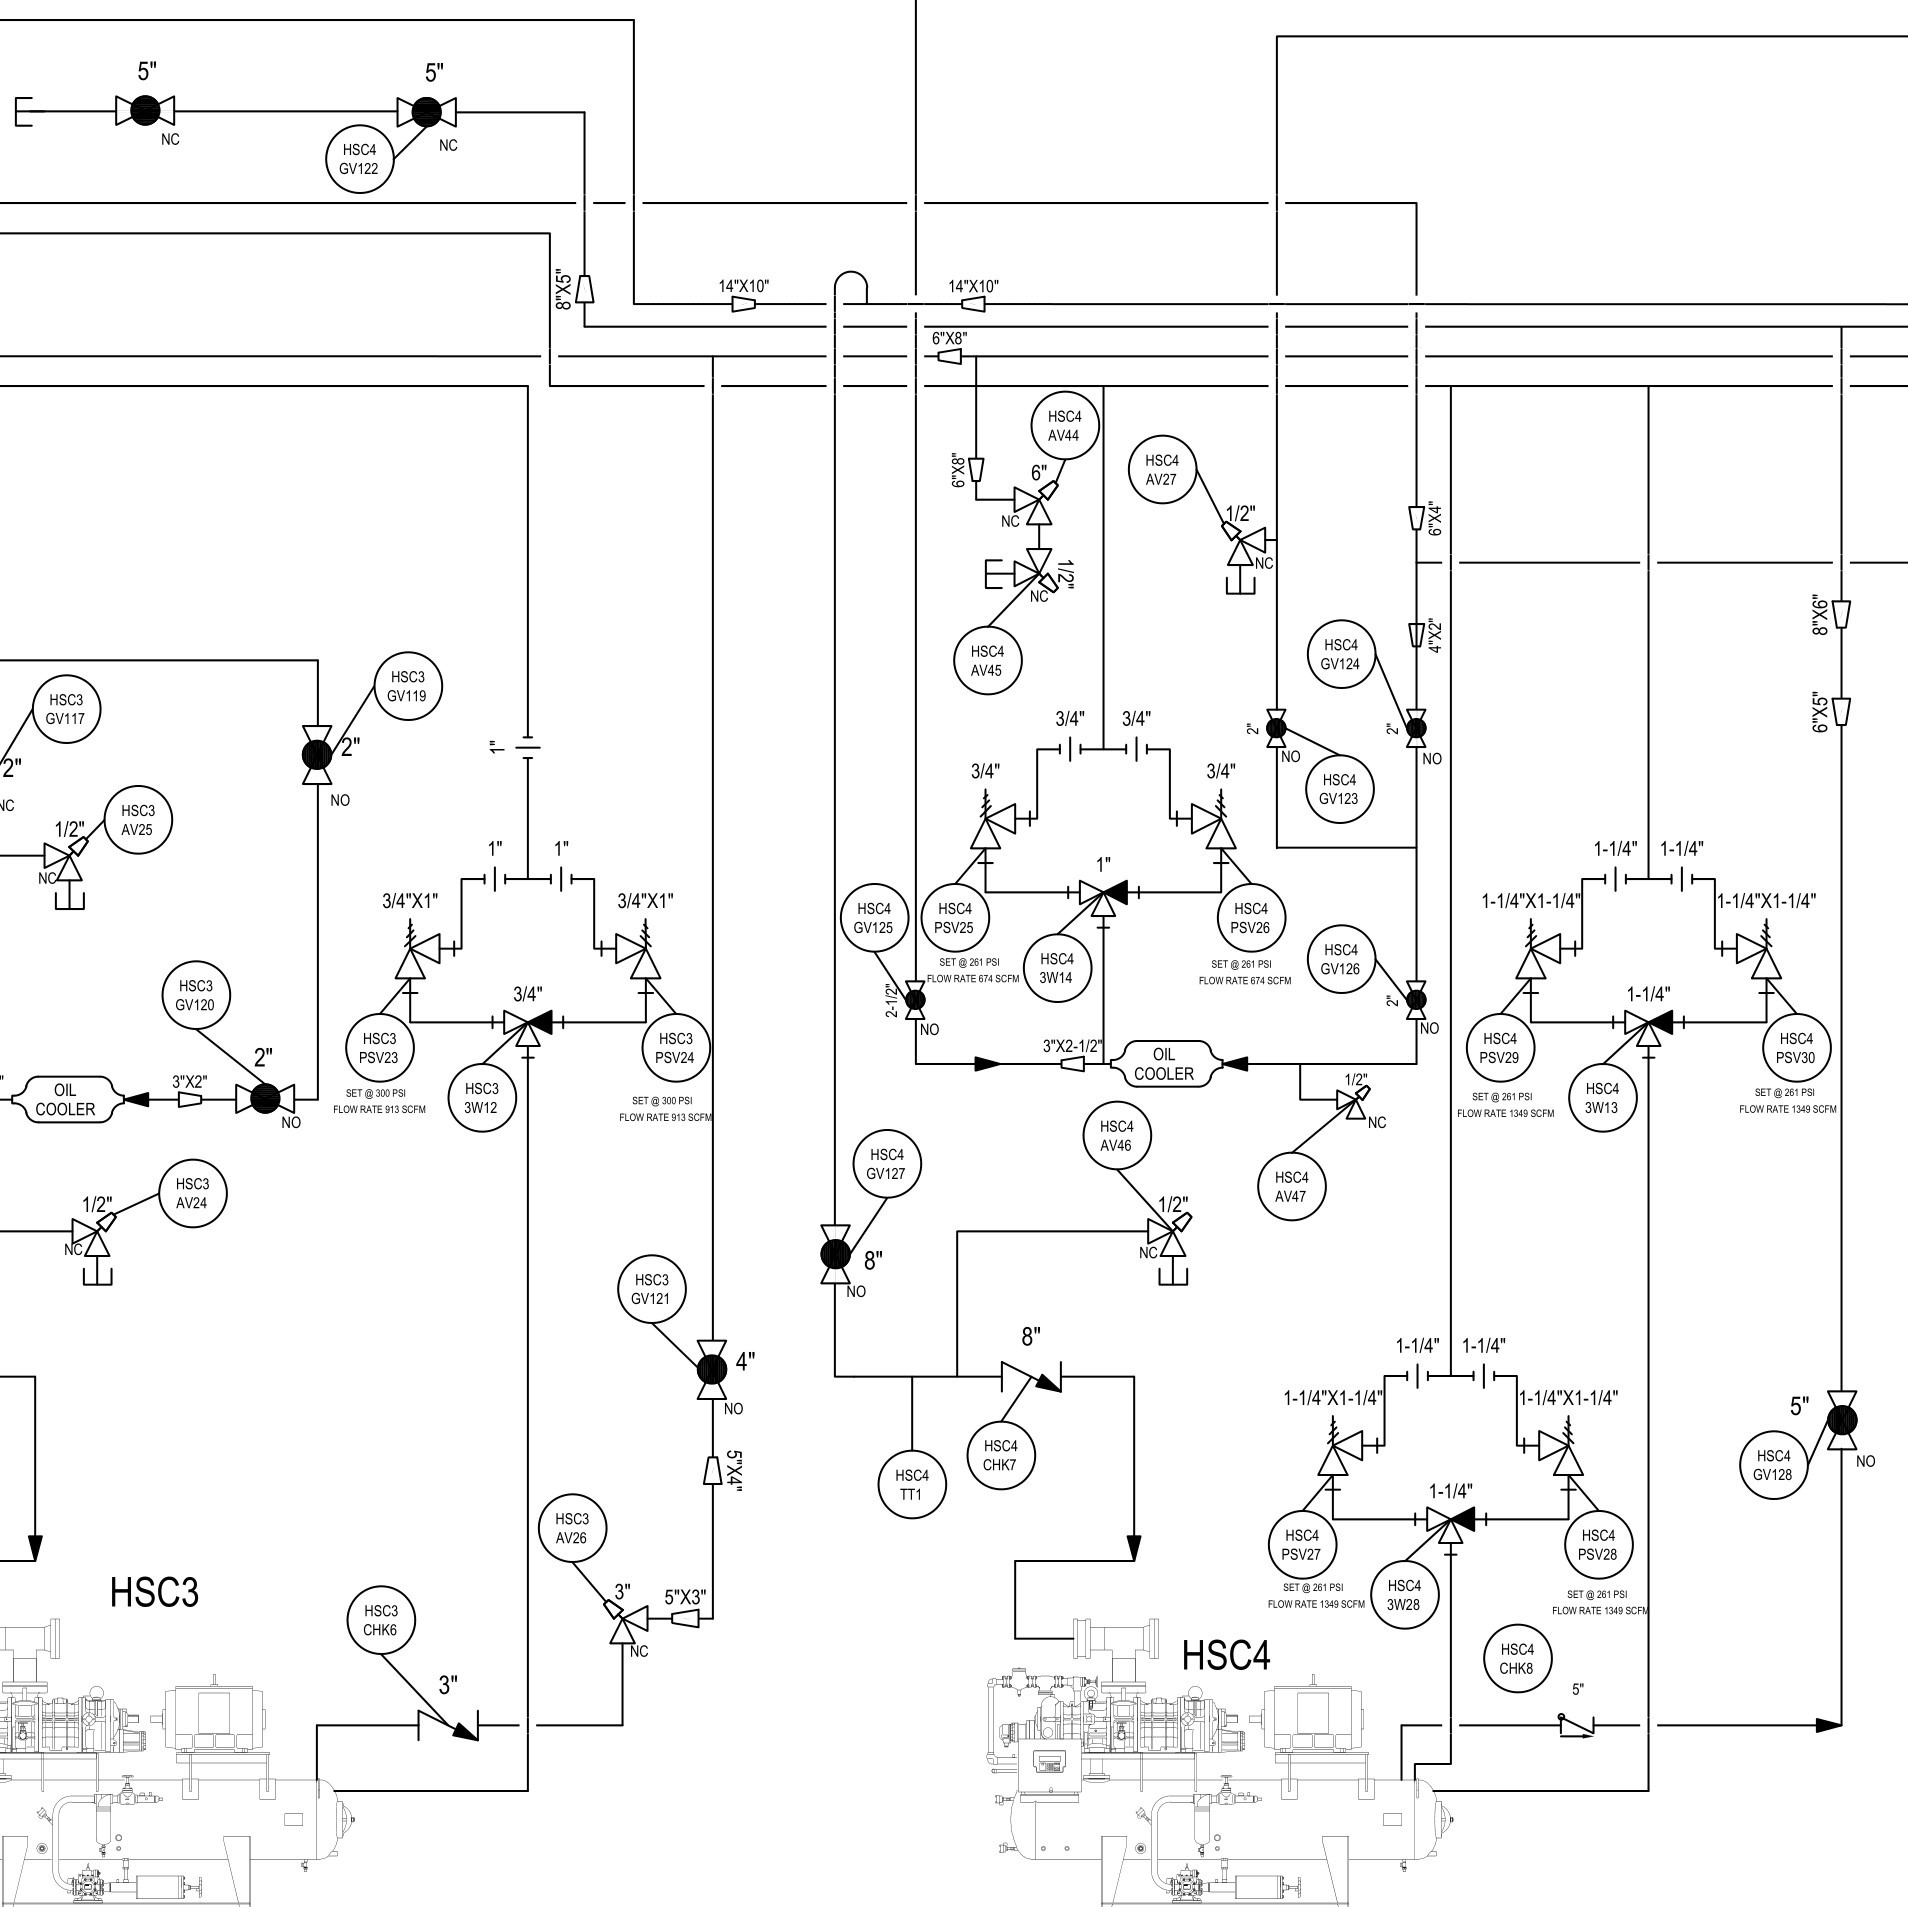 5"
5"
NC
NC
HSC4
GV122
8"X5"
14"X10"
14"X10"
6"X8"
HSC4
AV44
6"X8"
6"
NC
HSC4
AV27
1/2"
NC
1/2"
NC
HSC4
AV45
6"X4"
4"X2"
8"X6"
6"X5"
HSC4
GV124
HSC3
GV117
2"
NC
HSC3
GV119
2"
NO
1"
3/4"
3/4"
3/4"
3/4"
2"
NO
HSC4
GV123
2"
NO
HSC3
AV25
1/2"
NC
1"
1"
3/4"X1"
3/4"X1"
HSC3
GV120
3/4"
HSC3
PSV23
SET @ 300 PSI
FLOW RATE 913 SCFM
HSC3
3W12
HSC3
PSV24
SET @ 300 PSI
FLOW RATE 913 SCFM
2"
NO
3"X2"
OIL
COOLER
HSC4
GV125
2-1/2"
NO
1"
HSC4
PSV25
SET @ 261 PSI
FLOW RATE 674 SCFM
HSC4
3W14
HSC4
PSV26
SET @ 261 PSI
FLOW RATE 674 SCFM
HSC4
GV126
2"
NO
3"X2-1/2"
OIL
COOLER
1/2"
NC
HSC4
AV47
1-1/4"
1-1/4"
1-1/4"X1-1/4"
1-1/4"X1-1/4"
1-1/4"
HSC4
PSV29
SET @ 261 PSI
FLOW RATE 1349 SCFM
HSC4
3W13
HSC4
PSV30
SET @ 261 PSI
FLOW RATE 1349 SCFM
HSC3
AV24
1/2"
NC
HSC4
AV46
1/2"
NC
HSC4
GV127
8"
NO
HSC3
GV121
4"
NO
5"X4"
8"
HSC4
CHK7
HSC4
TT1
1-1/4"
1-1/4"
1-1/4"X1-1/4"
1-1/4"X1-1/4"
1-1/4"
HSC4
PSV27
SET @ 261 PSI
FLOW RATE 1349 SCFM
HSC4
3W28
HSC4
PSV28
SET @ 261 PSI
FLOW RATE 1349 SCFM
5"
HSC4
GV128
NO
HSC3
AV26
3"
NC
5"X3"
HSC3
HSC3
CHK6
3"
HSC4
HSC4
CHK8
5"